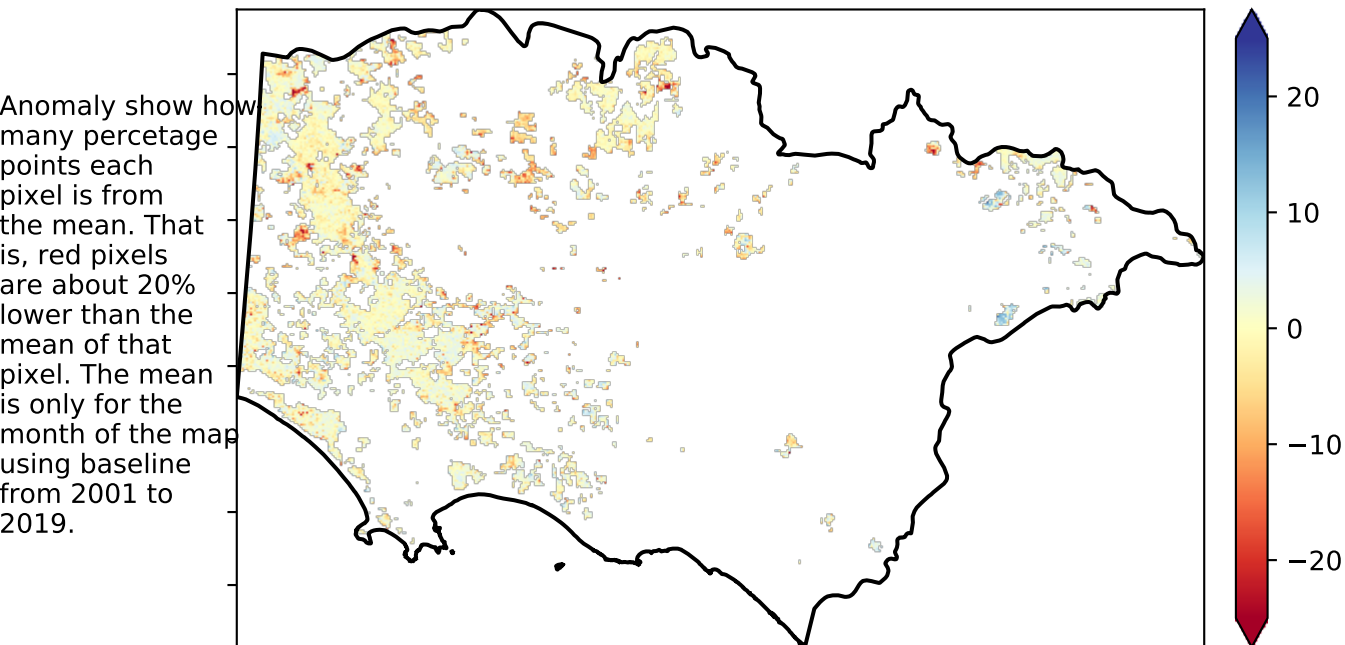 Anomaly show how
many percetage
points each
pixel is from
the mean. That
is, red pixels
are about 20%
lower than the
mean of that
pixel. The mean
is only for the
month of the map
using baseline
from 2001 to
2019.
20
10
0
−10
−20